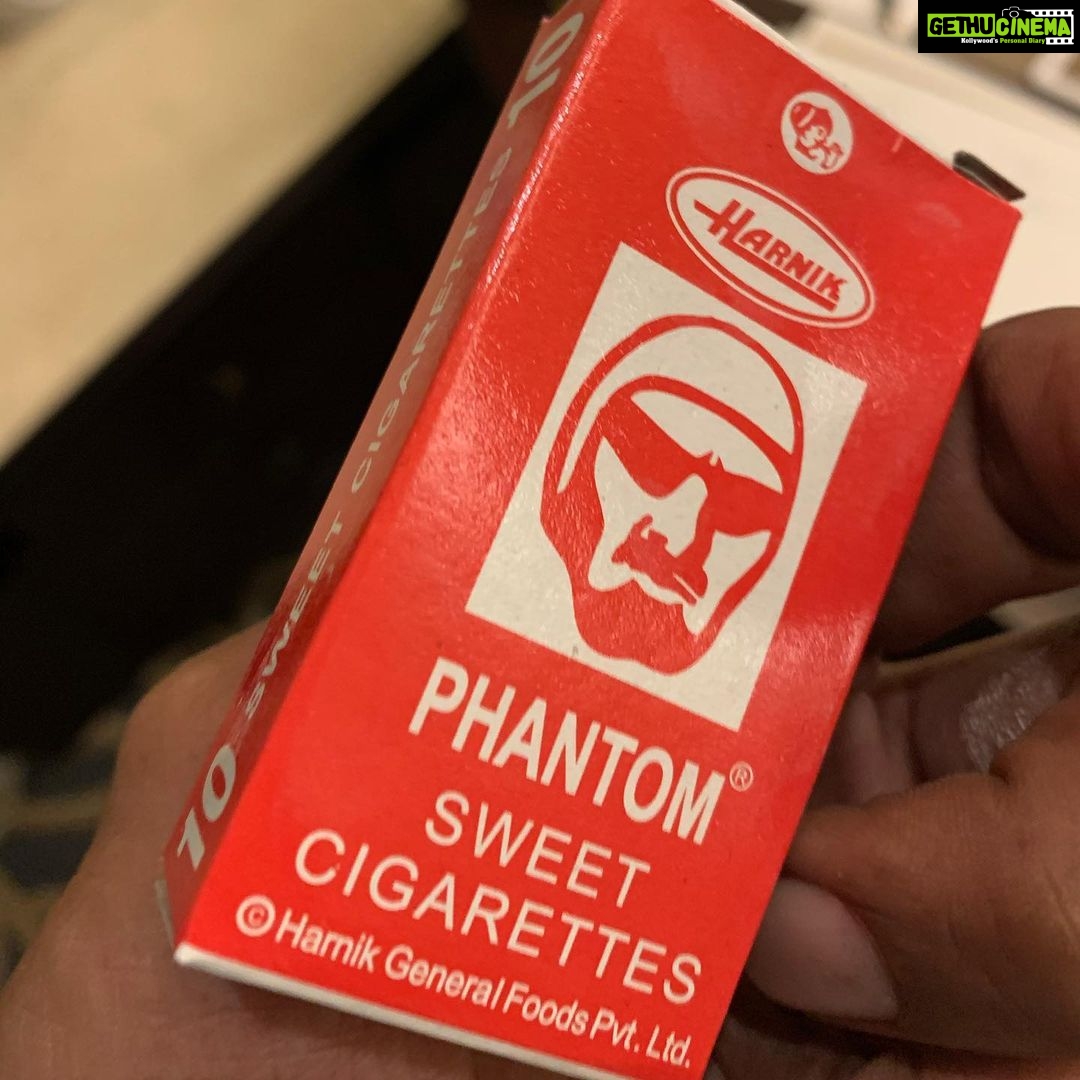 GETHUCINEMA
Kollywood's Personal Diary
HARNIK
PHANTOM®
SWEET
CIGARETTES
© Harnik General Foods Pvt. Ltd.
10 SWEET CIGARETTES 10